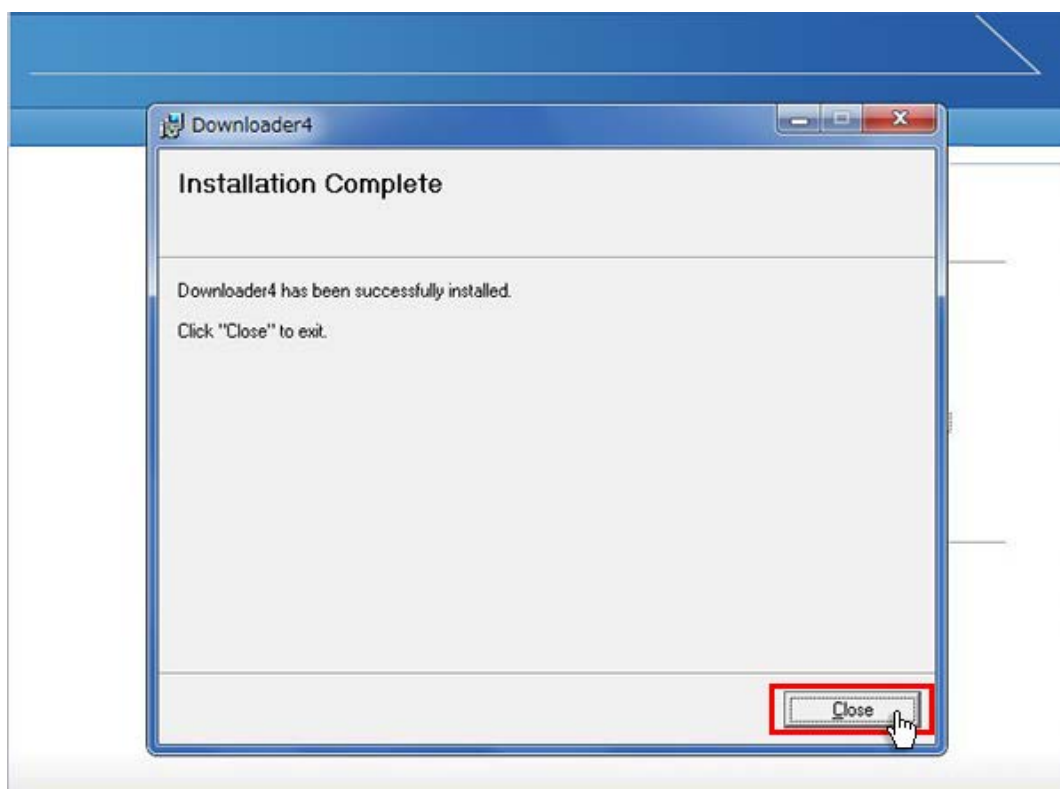 Downloader4
Installation Complete
Downloader4 has been successfully installed.
Click "Close" to exit.
Close